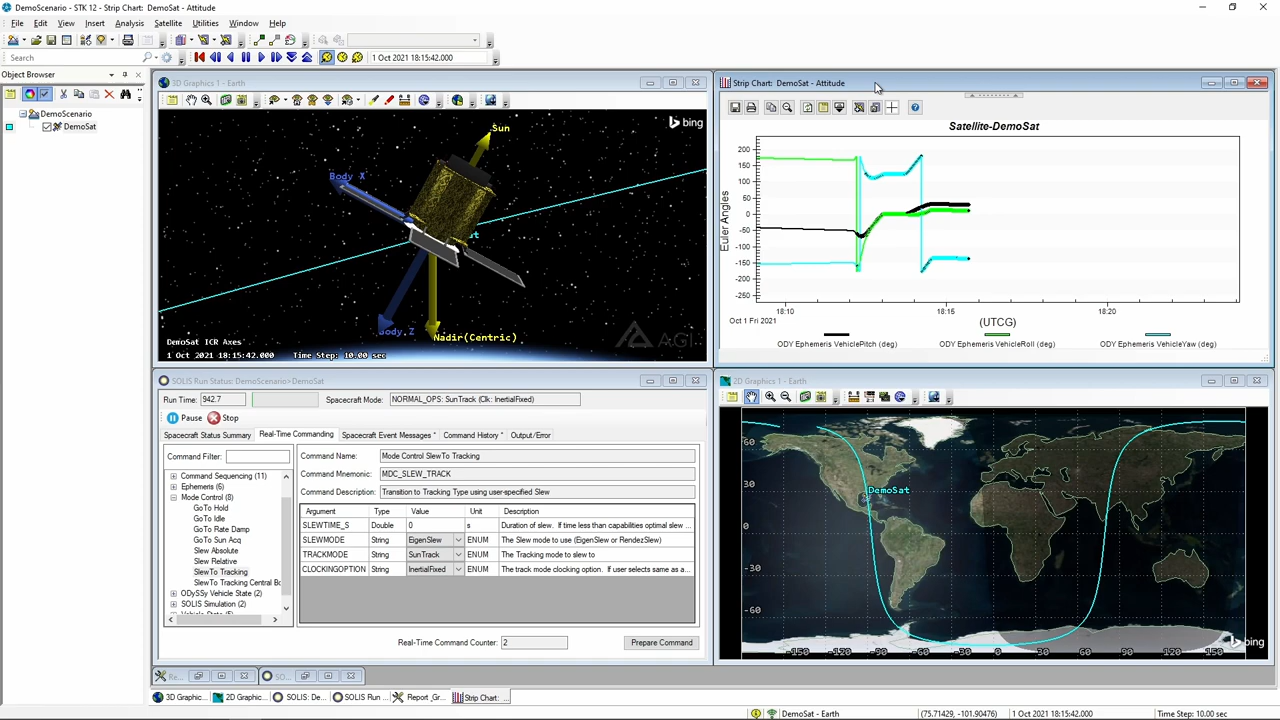 DemoScenario - STK 12 - Strip Chart: DemoSat - Attitude
File Edit View Insert Analysis Satellite Utilities Window Help
1 Oct 2021 18:15:42.000
Search
Object Browser
DemoScenario
DemoSat
3D Graphics 1 - Earth
bing
Sun
Body X
Body Z
Nadir(Centric)
AGI
DemoSat ICR Axes
1 Oct 2021 18:15:42.000 Time Step: 10.00 sec
Strip Chart: DemoSat - Attitude
Satellite-DemoSat
Euler Angles
200
150
100
50
0
-50
-100
-150
-200
-250
18:10 18:15 18:20
Oct 1 Fri 2021
(UTCG)
ODY Ephemeris VehiclePitch (deg) ODY Ephemeris VehicleRoll (deg) ODY Ephemeris VehicleYaw (deg)
SOLIS Run Status: DemoScenario>DemoSat
Run Time: 942.7 Spacecraft Mode: NORMAL_OPS: SunTrack (Clk: InertialFixed)
Pause Stop
Spacecraft Status Summary Real-Time Commanding Spacecraft Event Messages * Command History * Output/Error
Command Filter:
Command Sequencing (11)
Ephemeris (6)
Mode Control (8)
GoTo Hold
GoTo Idle
GoTo Rate Damp
GoTo Sun Acq
Slew Absolute
Slew Relative
SlewTo Tracking
SlewTo Tracking Central Bo
ODySSy Vehicle State (2)
SOLIS Simulation (2)
Command Name: Mode Control SlewTo Tracking
Command Mnemonic: MDC_SLEW_TRACK
Command Description: Transition to Tracking Type using user-specified Slew
Argument Type Value Unit Description
SLEWTIME_S Double 0 s Duration of slew. If time less than capabilities optimal slew ...
SLEWMODE String EigenSlew ENUM The Slew mode to use (EigenSlew or RendezSlew)
TRACKMODE String SunTrack ENUM The Tracking mode to slew to
CLOCKINGOPTION String InertialFixed ENUM The track mode clocking option. If user selects same as a...
Real-Time Command Counter: 2 Prepare Command
2D Graphics 1 - Earth
60
30
0
-30
-60
DemoSat
-150 -120 -90 -60 -30 0 30 60 90 120 150
bing
Re... SO...
3D Graphic... 2D Graphic... SOLIS: De... SOLIS Run ... Report_Gr... Strip Chart: ...
DemoSat - Earth (75.71429, -101.90476) 1 Oct 2021 18:15:42.000 Time Step: 10.00 sec